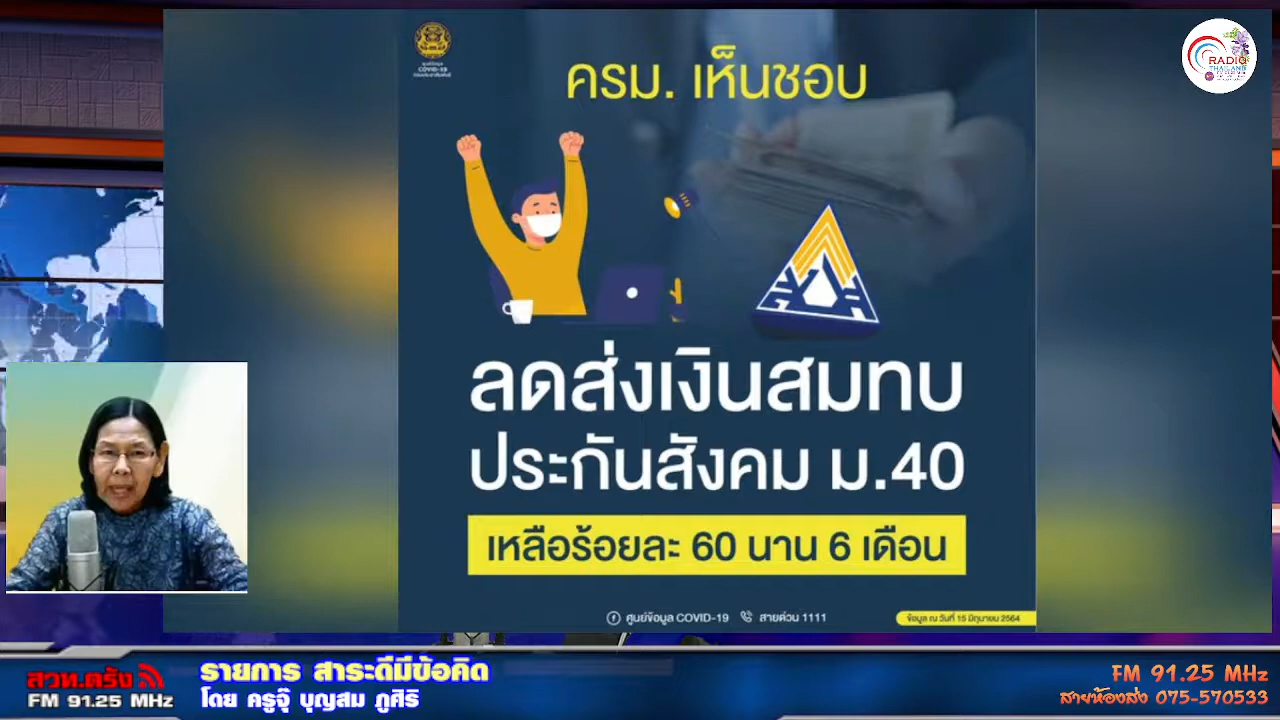 COVID-19
RADIO
THAILAND
ครม. เห็นชอบ
ลดส่งเงินสมทบ
ประกันสังคม ม.40
เหลือร้อยละ 60 นาน 6 เดือน
ศูนย์ข้อมูล COVID-19 สายด่วน 1111
ข้อมูล ณ วันที่ 15 มิถุนายน 2564
สวท.ตรัง
FM 91.25 MHz
รายการ สาระดีมีข้อคิด
โดย ครูจุ๊ บุญสม ภูศิริ
FM 91.25 MHz
สายห้องส่ง 075-570533